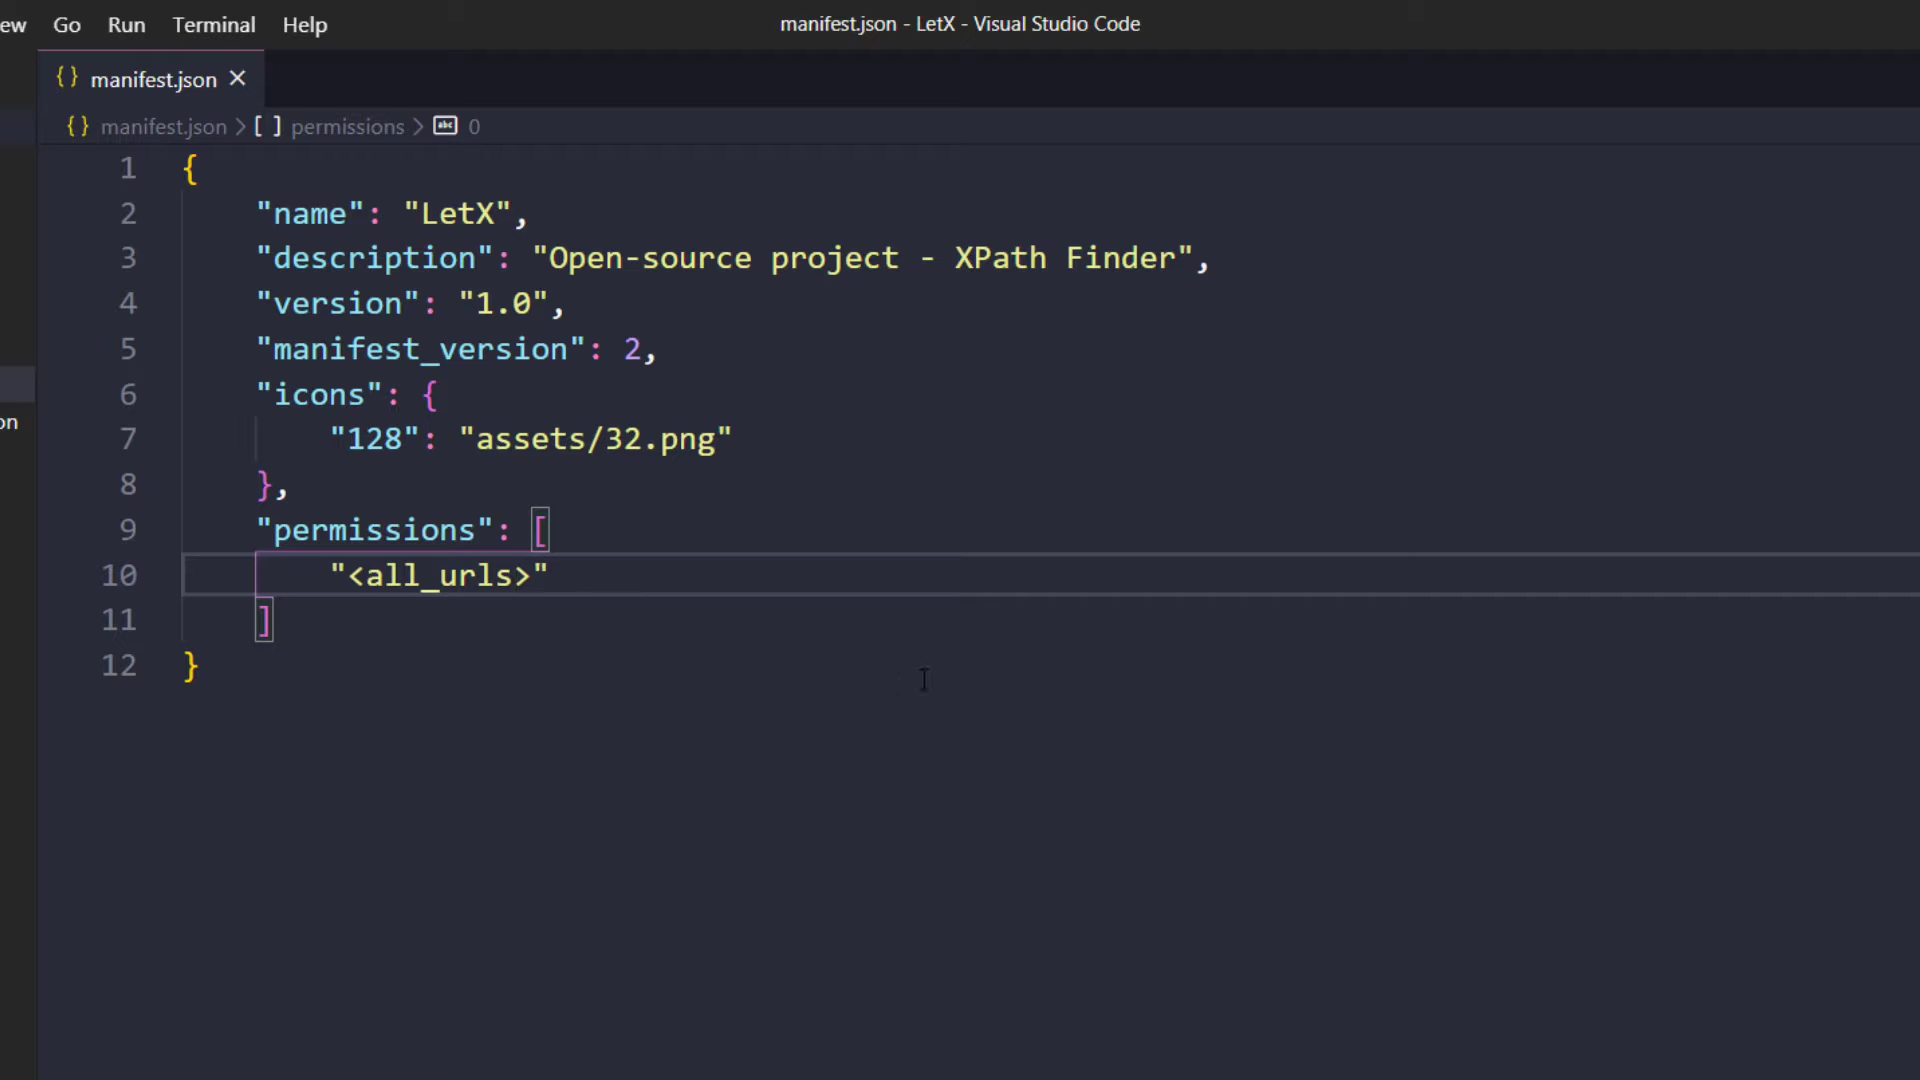 ew Go Run Terminal Help manifest.json - LetX - Visual Studio Code
{} manifest.json ×
{} manifest.json > [ ] permissions > abc 0
1 {
2 "name": "LetX",
3 "description": "Open-source project - XPath Finder",
4 "version": "1.0",
5 "manifest_version": 2,
6 "icons": {
on
7 "128": "assets/32.png"
8 },
9 "permissions": [
10 "<all_urls>"
11 ]
12 }